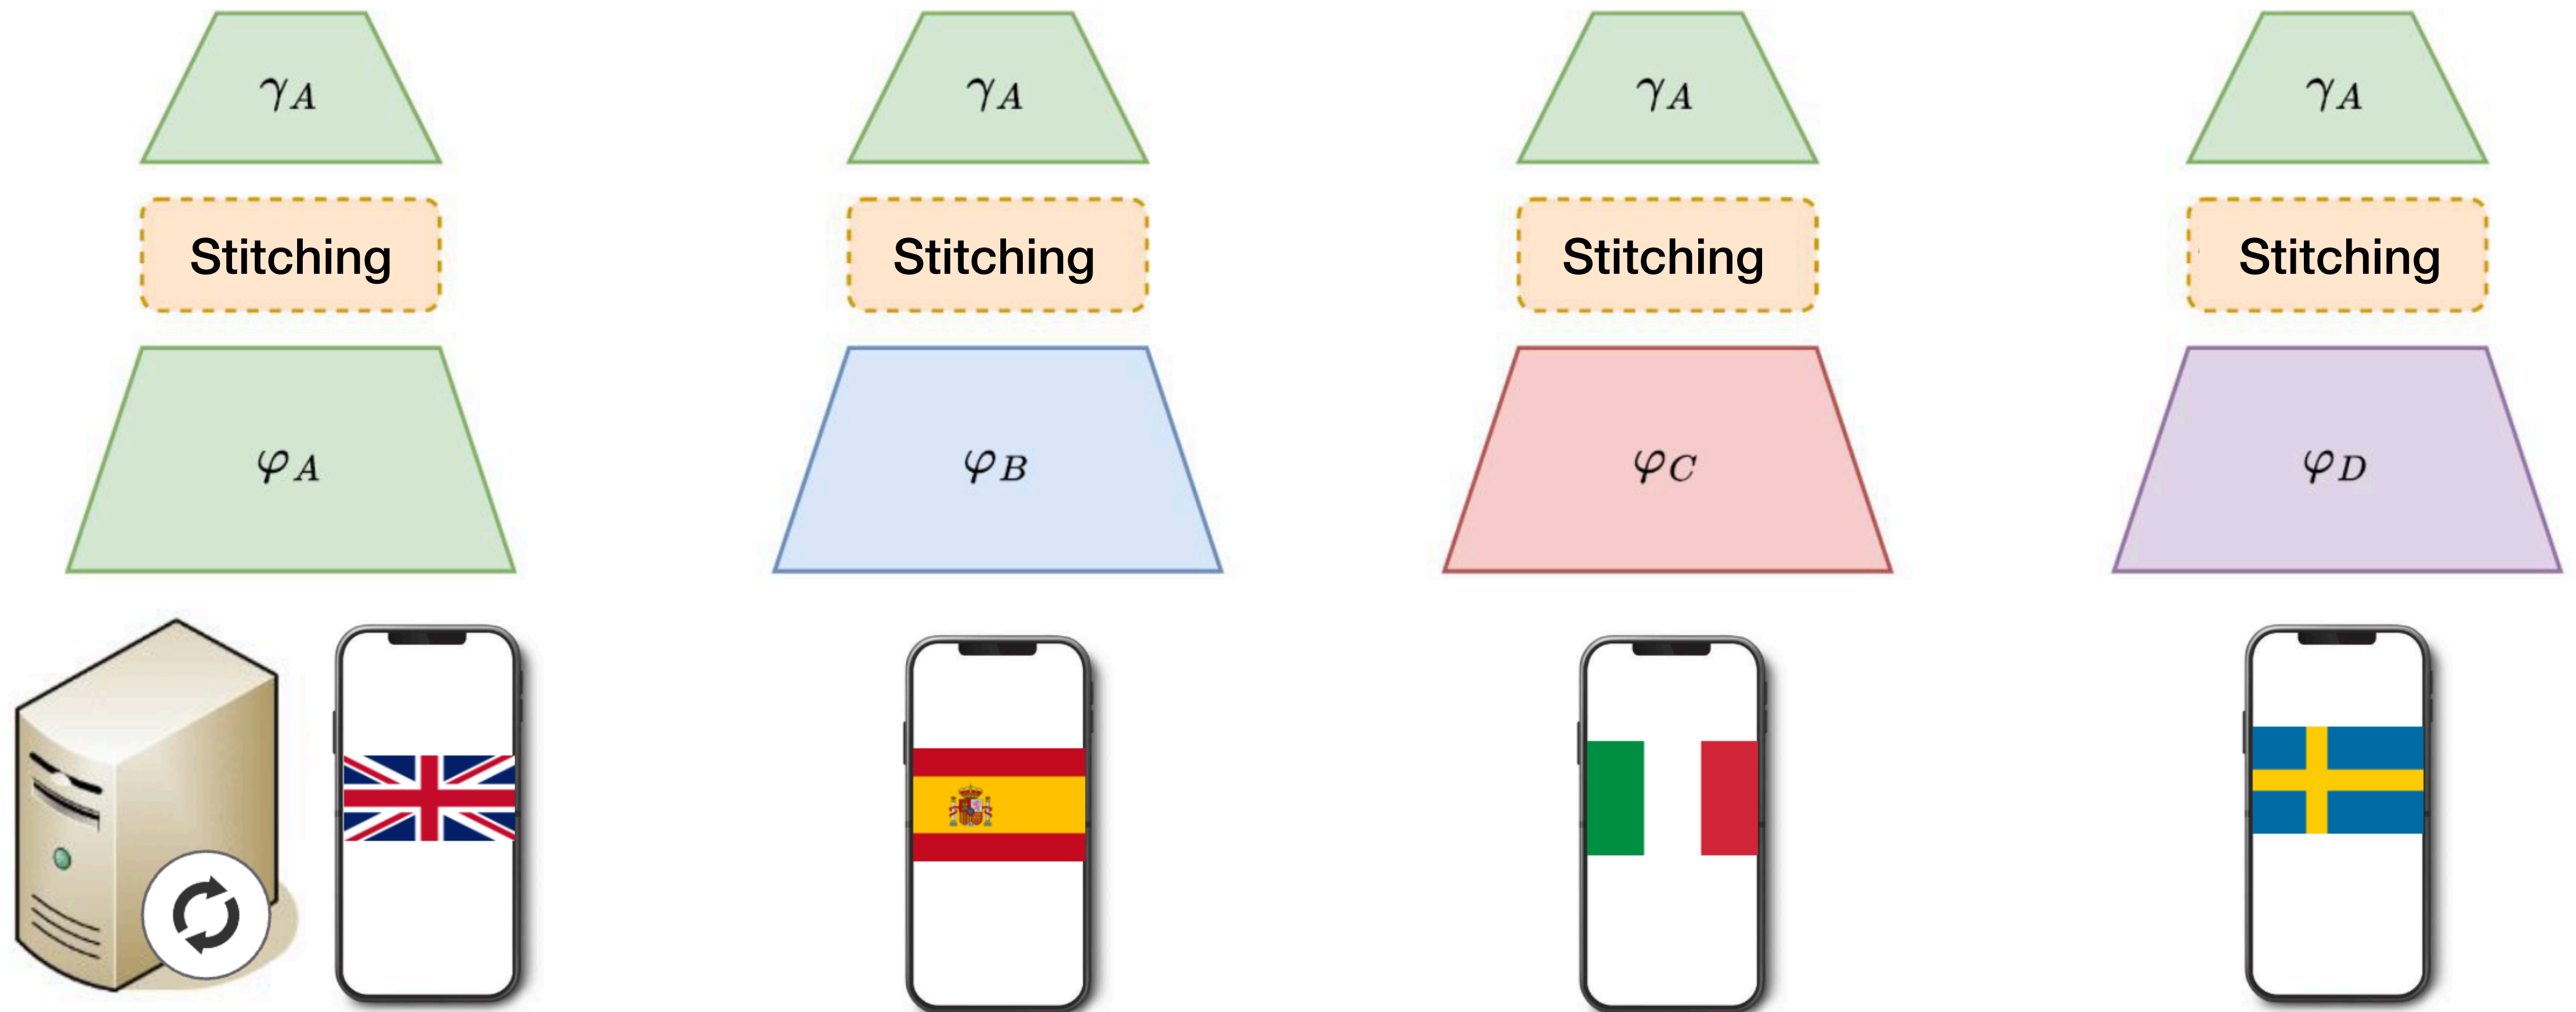 γA γA γA γA
Stitching Stitching Stitching Stitching
φA φB φC φD